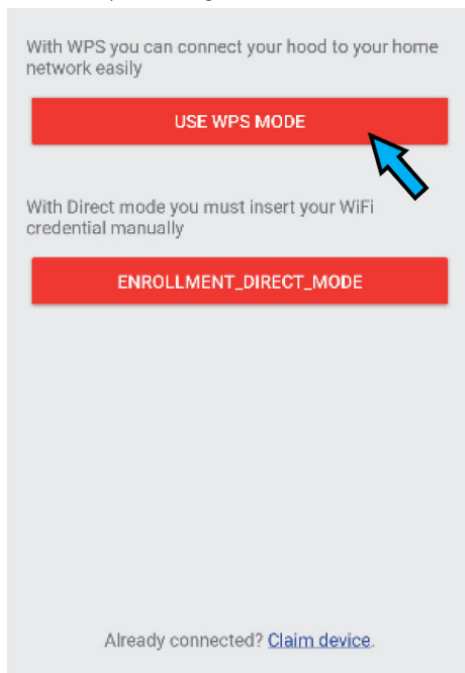 With WPS you can connect your hood to your home
network easily
USE WPS MODE
With Direct mode you must insert your WiFi
credential manually
ENROLLMENT_DIRECT_MODE
Already connected? Claim device.